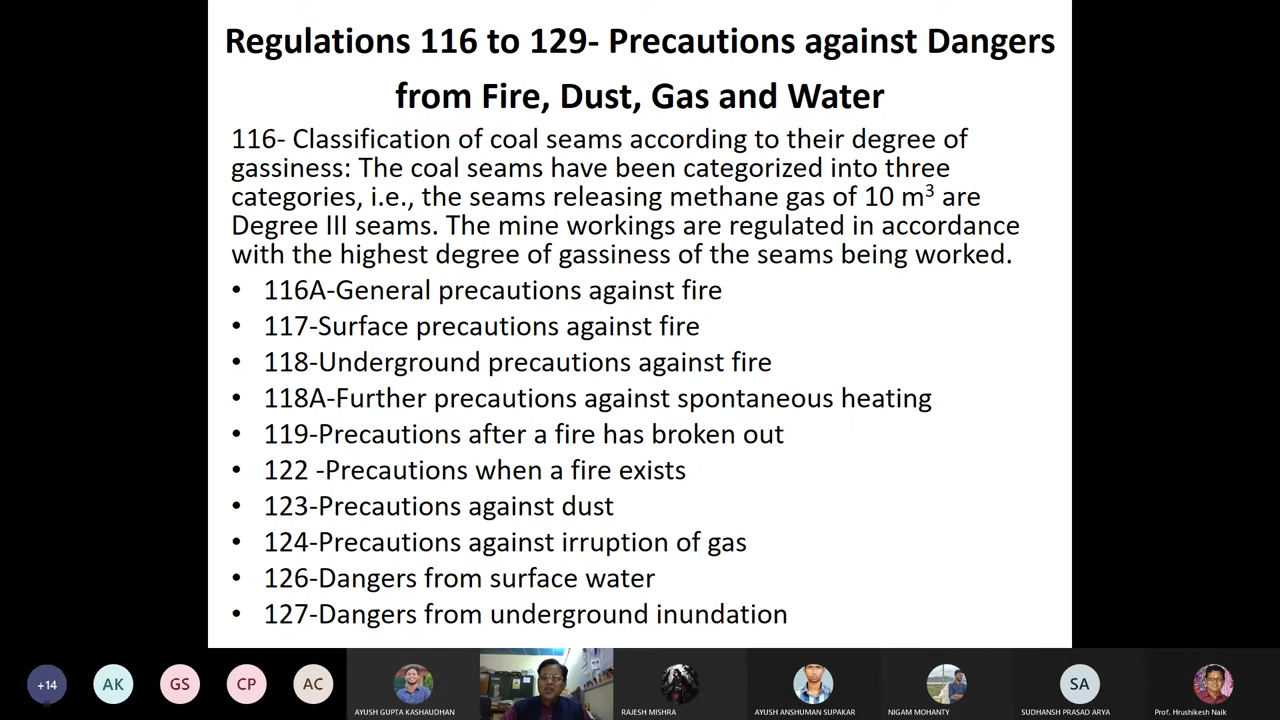 Regulations 116 to 129- Precautions against Dangers
from Fire, Dust, Gas and Water
116- Classification of coal seams according to their degree of
gassiness: The coal seams have been categorized into three
categories, i.e., the seams releasing methane gas of 10 m³ are
Degree III seams. The mine workings are regulated in accordance
with the highest degree of gassiness of the seams being worked.
• 116A-General precautions against fire
• 117-Surface precautions against fire
• 118-Underground precautions against fire
• 118A-Further precautions against spontaneous heating
• 119-Precautions after a fire has broken out
• 122 -Precautions when a fire exists
• 123-Precautions against dust
• 124-Precautions against irruption of gas
• 126-Dangers from surface water
• 127-Dangers from underground inundation
+14 AK GS CP AC SA
AYUSH GUPTA KASHAUDHAN RAJESH MISHRA AYUSH ANSHUMAN SUPAKAR NIGAM MOHANTY SUDHANSH PRASAD ARYA Prof. Hrushikesh Naik